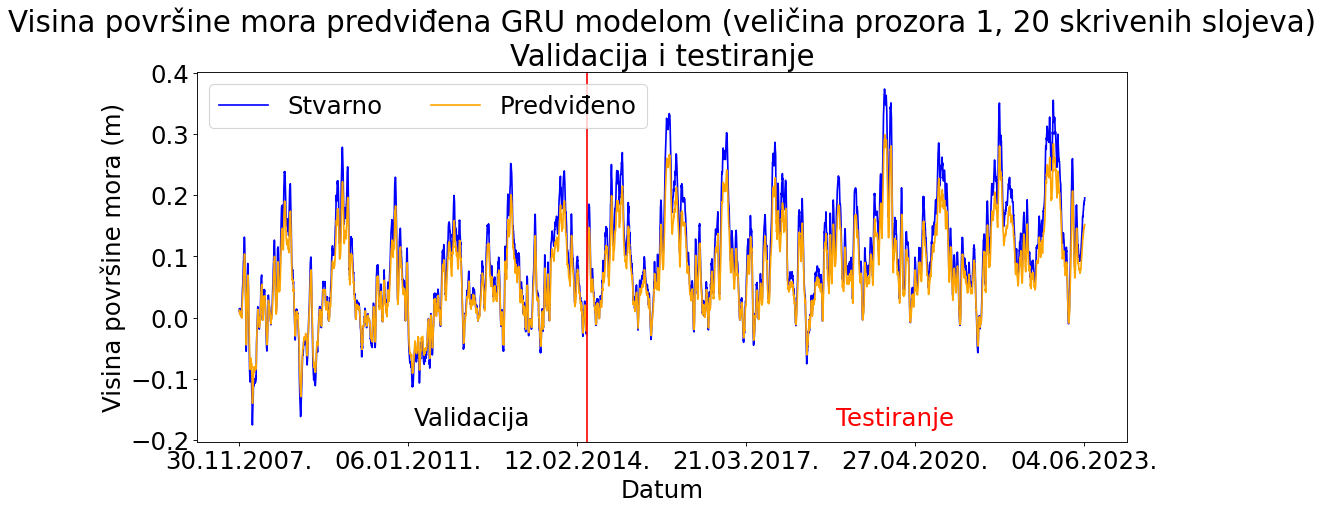 Visina površine mora predviđena GRU modelom (veličina prozora 1, 20 skrivenih slojeva)
Validacija i testiranje
Stvarno
Predviđeno
Visina površine mora (m)
0.4
0.3
0.2
0.1
0.0
−0.1
−0.2
Validacija
Testiranje
30.11.2007.
06.01.2011.
12.02.2014.
21.03.2017.
27.04.2020.
04.06.2023.
Datum